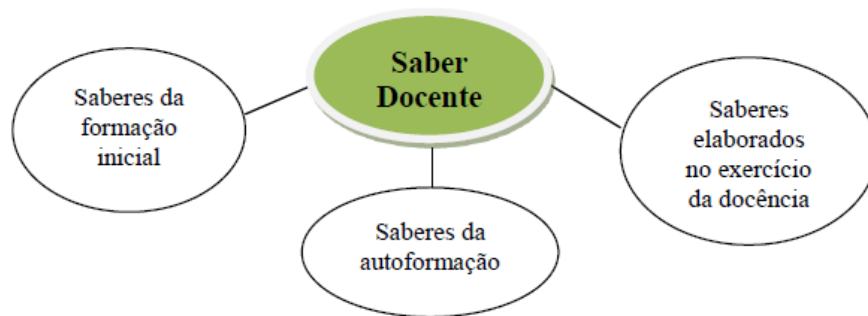 Saber
Docente
Saberes da
formação
inicial
Saberes da
autoformação
Saberes
elaborados
no exercício
da docência